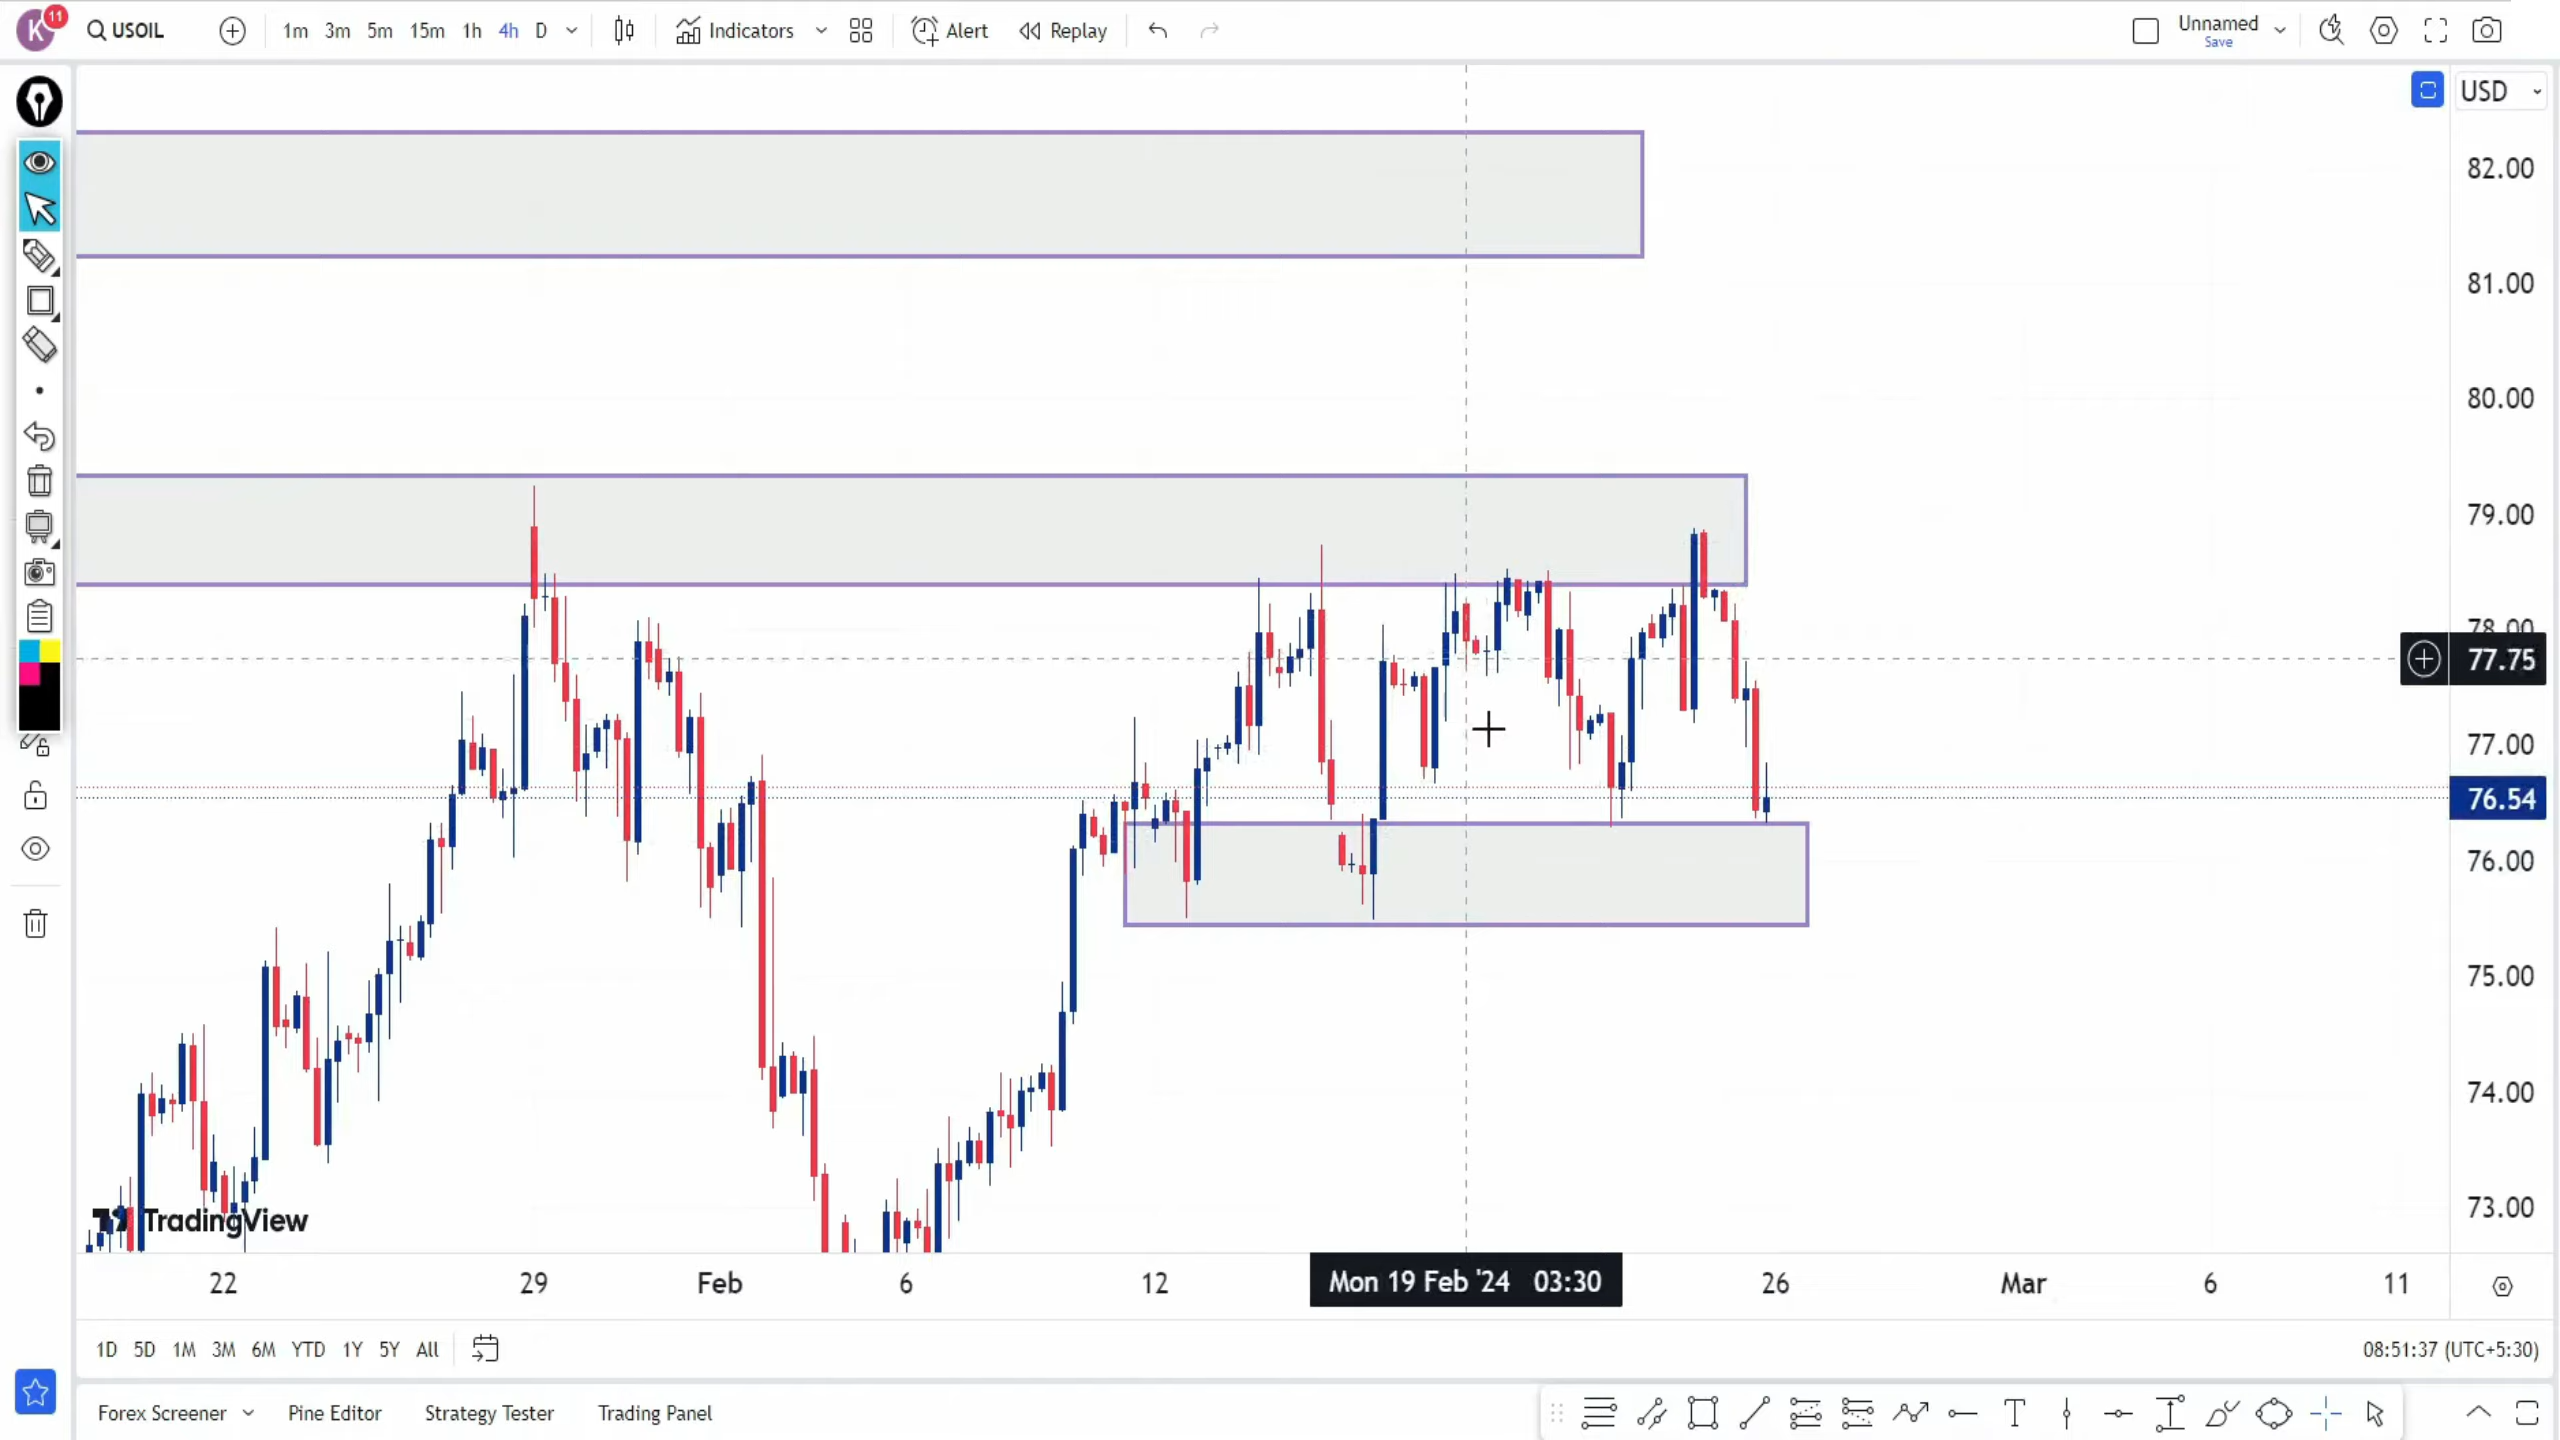 K 11 USOIL 1m 3m 5m 15m 1h 4h D Indicators Alert Replay Unnamed
Save
USD
82.00
81.00
80.00
79.00
78.00
77.75
77.00
76.54
76.00
75.00
74.00
73.00
TradingView
22 29 Feb 6 12 Mon 19 Feb '24 03:30 26 Mar 6 11
1D 5D 1M 3M 6M YTD 1Y 5Y All 08:51:37 (UTC+5:30)
Forex Screener Pine Editor Strategy Tester Trading Panel